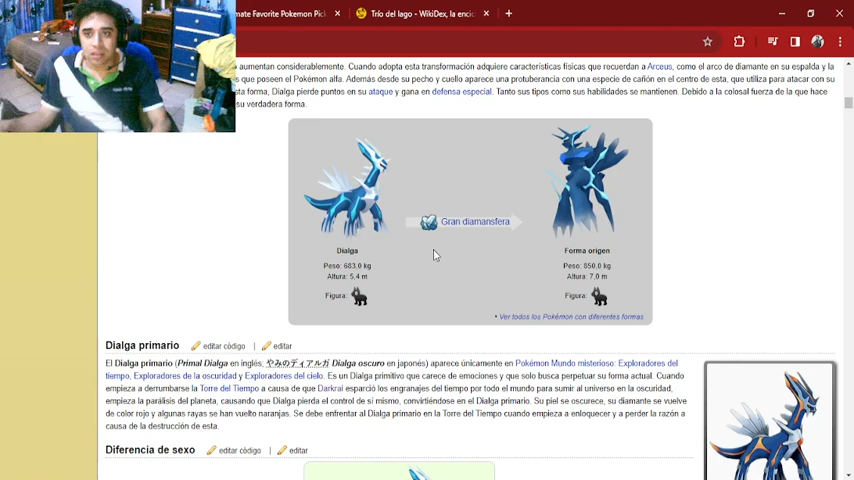 mate Favorite Pokemon Pic
Trío del lago - WikiDex, la encic
aumentan considerablemente. Cuando adopta esta transformación adquiere características físicas que recuerdan a Arceus, como el arco de diamante en su espalda y la
que poseen el Pokémon alfa. Además desde su pecho y cuello aparece una protuberancia con una especie de cañón en el centro de esta, que utiliza para atacar con su
sta forma, Dialga pierde puntos en su ataque y gana en defensa especial. Tanto sus tipos como sus habilidades se mantienen. Debido a la colosal fuerza de la que hace
su verdadera forma.
Gran diamansfera
Dialga
Forma origen
Peso: 683,0 kg
Peso: 850,0 kg
Altura: 5,4 m
Altura: 7,0 m
Figura:
Figura:
• Ver todos los Pokémon con diferentes formas
Dialga primario editar código | editar
El Dialga primario (Primal Dialga en inglés; やみのディアルガ Dialga oscuro en japonés) aparece únicamente en Pokémon Mundo misterioso: Exploradores del
tiempo, Exploradores de la oscuridad y Exploradores del cielo. Es un Dialga primitivo que carece de emociones y que solo busca perpetuar su forma actual. Cuando
empieza a derrumbarse la Torre del Tiempo a causa de que Darkrai esparció los engranajes del tiempo por todo el mundo para sumir al universo en la oscuridad,
empieza la parálisis del planeta, causando que Dialga pierda el control de sí mismo, convirtiéndose en el Dialga primario. Su piel se oscurece, su diamante se vuelve
de color rojo y algunas rayas se han vuelto naranjas. Se debe enfrentar al Dialga primario en la Torre del Tiempo cuando empieza a enloquecer y a perder la razón a
causa de la destrucción de esta.
Diferencia de sexo editar código | editar